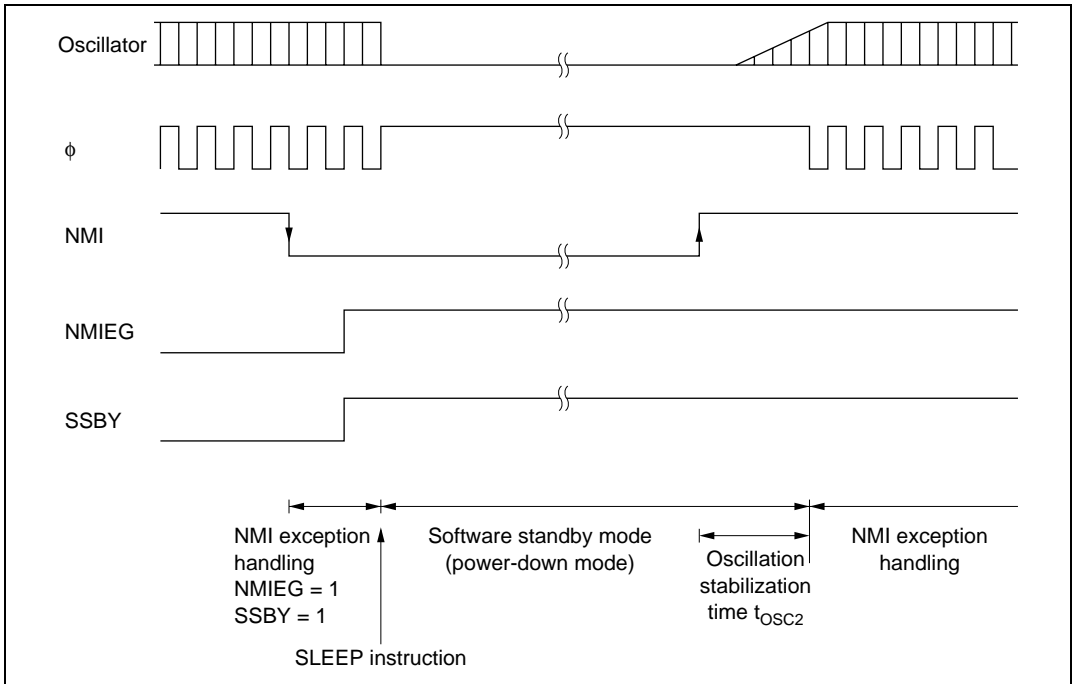 Oscillator
φ
NMI
NMIEG
SSBY
NMI exception
handling
NMIEG = 1
SSBY = 1
SLEEP instruction
Software standby mode
(power-down mode)
Oscillation
stabilization
time tOSC2
NMI exception
handling